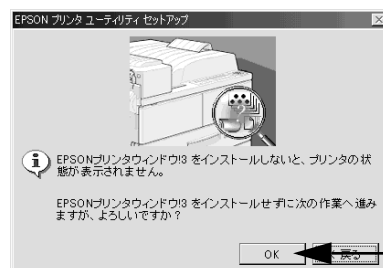 EPSON プリンタ ユーティリティ セットアップ
EPSONプリンタウィンドウ!3 をインストールしないと、プリンタの状
態が表示されません。
EPSONプリンタウィンドウ!3 をインストールせずに次の作業へ進み
ますが、よろしいですか?
OK
戻る